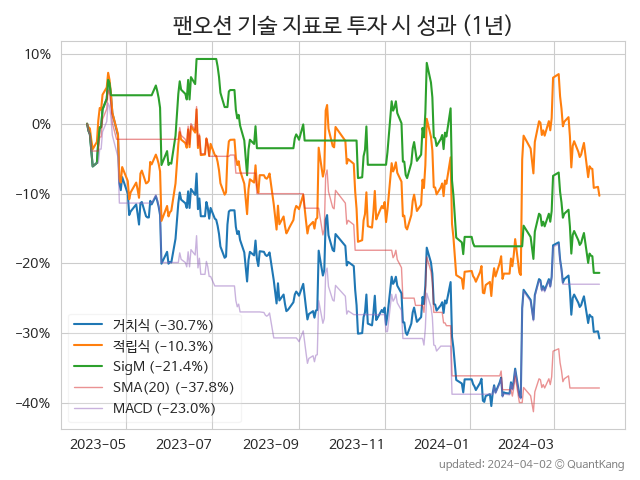 팬오션 기술 지표로 투자 시 성과 (1년)
10%
0%
−10%
−20%
−30%
−40%
거치식 (−30.7%)
적립식 (−10.3%)
SigM (−21.4%)
SMA(20) (−37.8%)
MACD (−23.0%)
2023-05 2023-07 2023-09 2023-11 2024-01 2024-03
updated: 2024-04-02 ⓒ QuantKang